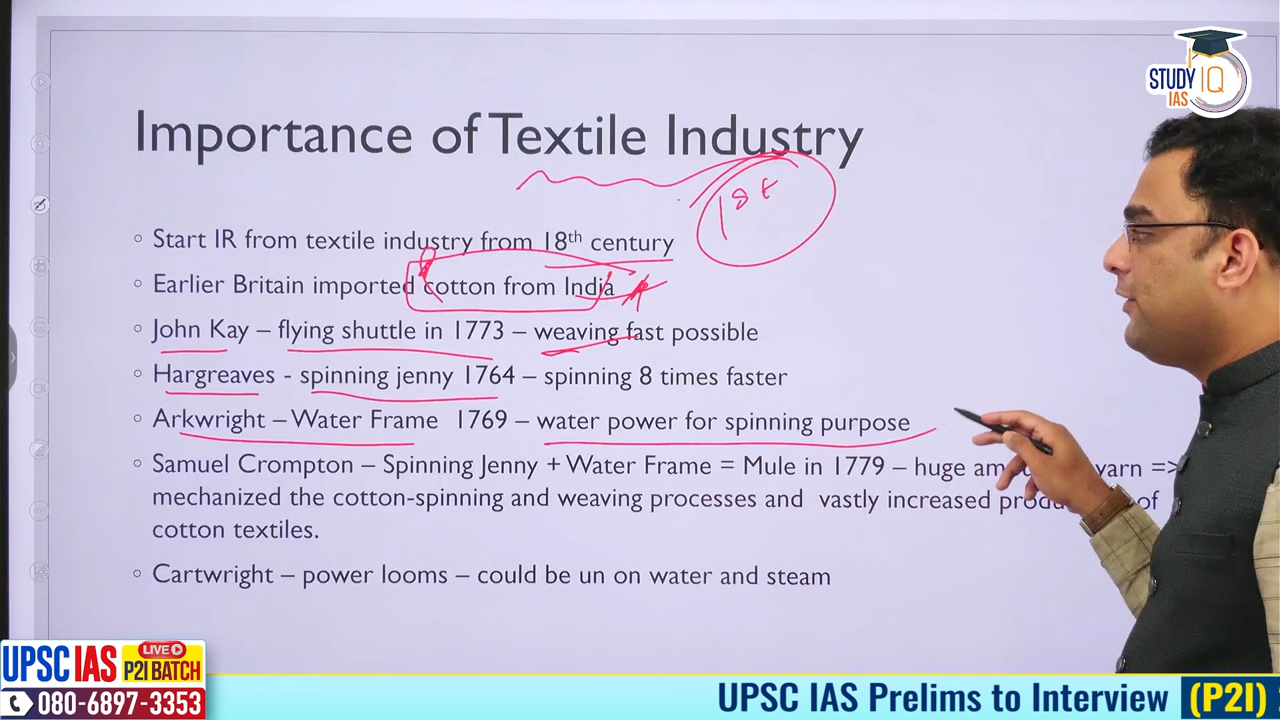 STUDY IQ
IAS
Importance of Textile Industry
18t
◦ Start IR from textile industry from 18th century
◦ Earlier Britain imported cotton from India
◦ John Kay – flying shuttle in 1773 – weaving fast possible
◦ Hargreaves - spinning jenny 1764 – spinning 8 times faster
◦ Arkwright – Water Frame 1769 – water power for spinning purpose
◦ Samuel Crompton – Spinning Jenny + Water Frame = Mule in 1779 – huge yarn =>
mechanized the cotton-spinning and weaving processes and vastly increased of
cotton textiles.
◦ Cartwright – power looms – could be un on water and steam
UPSC IAS LIVE P2I BATCH
080-6897-3353
UPSC IAS Prelims to Interview (P2I)